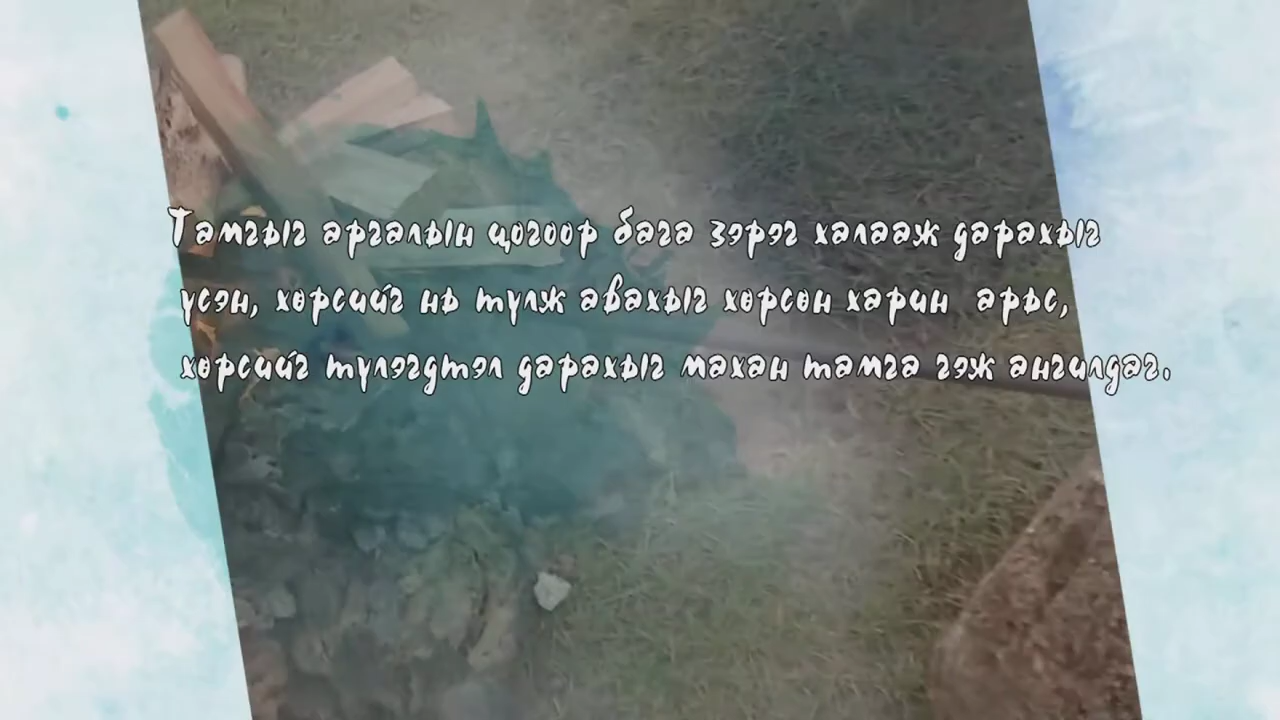 Тамгыг аргалын цогоор бага зэрэг халааж дарахыг
үсэн, хөрсийг нь түлж авахыг хөрсөн харин арьс,
хөрсийг түлэгдтэл дарахыг махан тамга гэж ангилдаг.